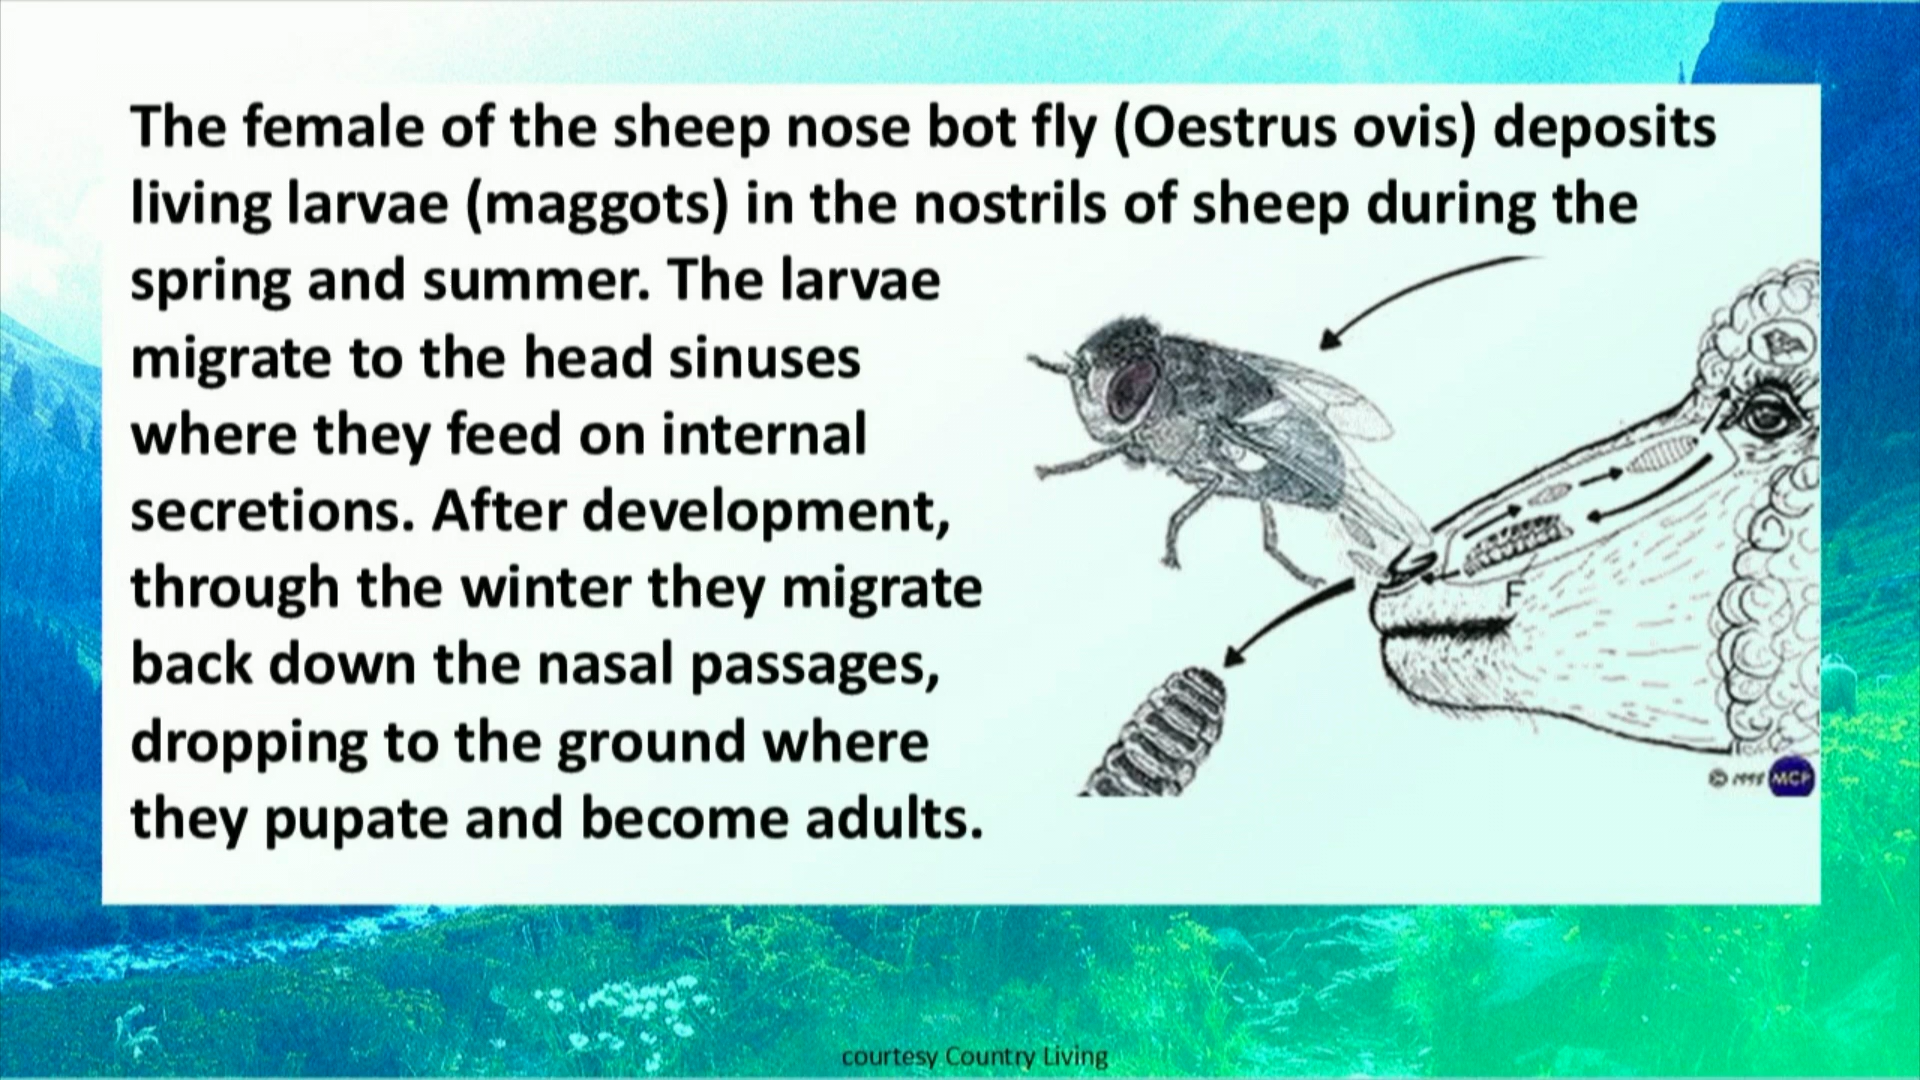 The female of the sheep nose bot fly (Oestrus ovis) deposits
living larvae (maggots) in the nostrils of sheep during the
spring and summer. The larvae
migrate to the head sinuses
where they feed on internal
secretions. After development,
through the winter they migrate
back down the nasal passages,
dropping to the ground where
they pupate and become adults.
F
© 1998 MCP
courtesy Country Living